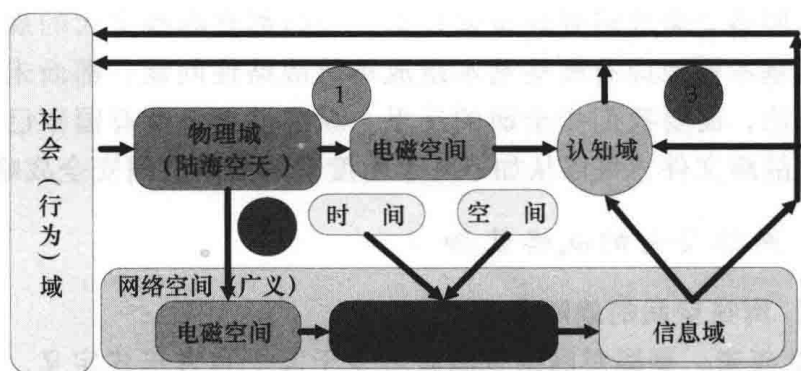 社会(行为)域
1
3
物理域
(陆海空天)
电磁空间
认知域
2
时 间
空 间
网络空间(广义)
电磁空间
信息域